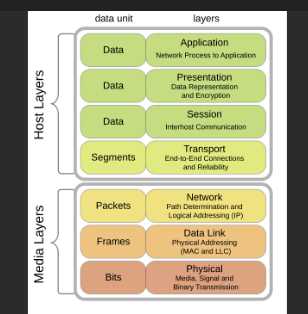 data unit layers
Host Layers
Data Application
Network Process to Application
Data Presentation
Data Representation
and Encryption
Data Session
Interhost Communication
Segments Transport
End-to-End Connections
and Reliability
Media Layers
Packets Network
Path Determination and
Logical Addressing (IP)
Frames Data Link
Physical Addressing
(MAC and LLC)
Bits Physical
Media, Signal and
Binary Transmission